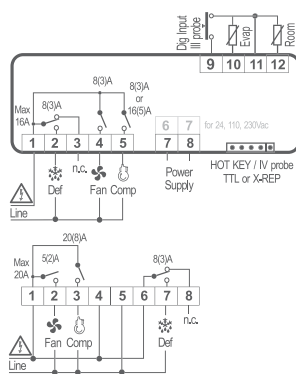 Dig Input
III probe
Evap
Room
9 10 11 12
8(3)A
8(3)A
or
16(5)A
8(3)A
Max
16A
6 7 for 24, 110, 230Vac
1 2 3 4 5 7 8
HOT KEY / IV probe
TTL or X-REP
Def
n.c.
Fan
Comp
Power
Supply
Line
20(8)A
5(2)A
8(3)A
Max
20A
1 2 3 4 5 6 7 8
n.c.
Fan Comp
Def
Line